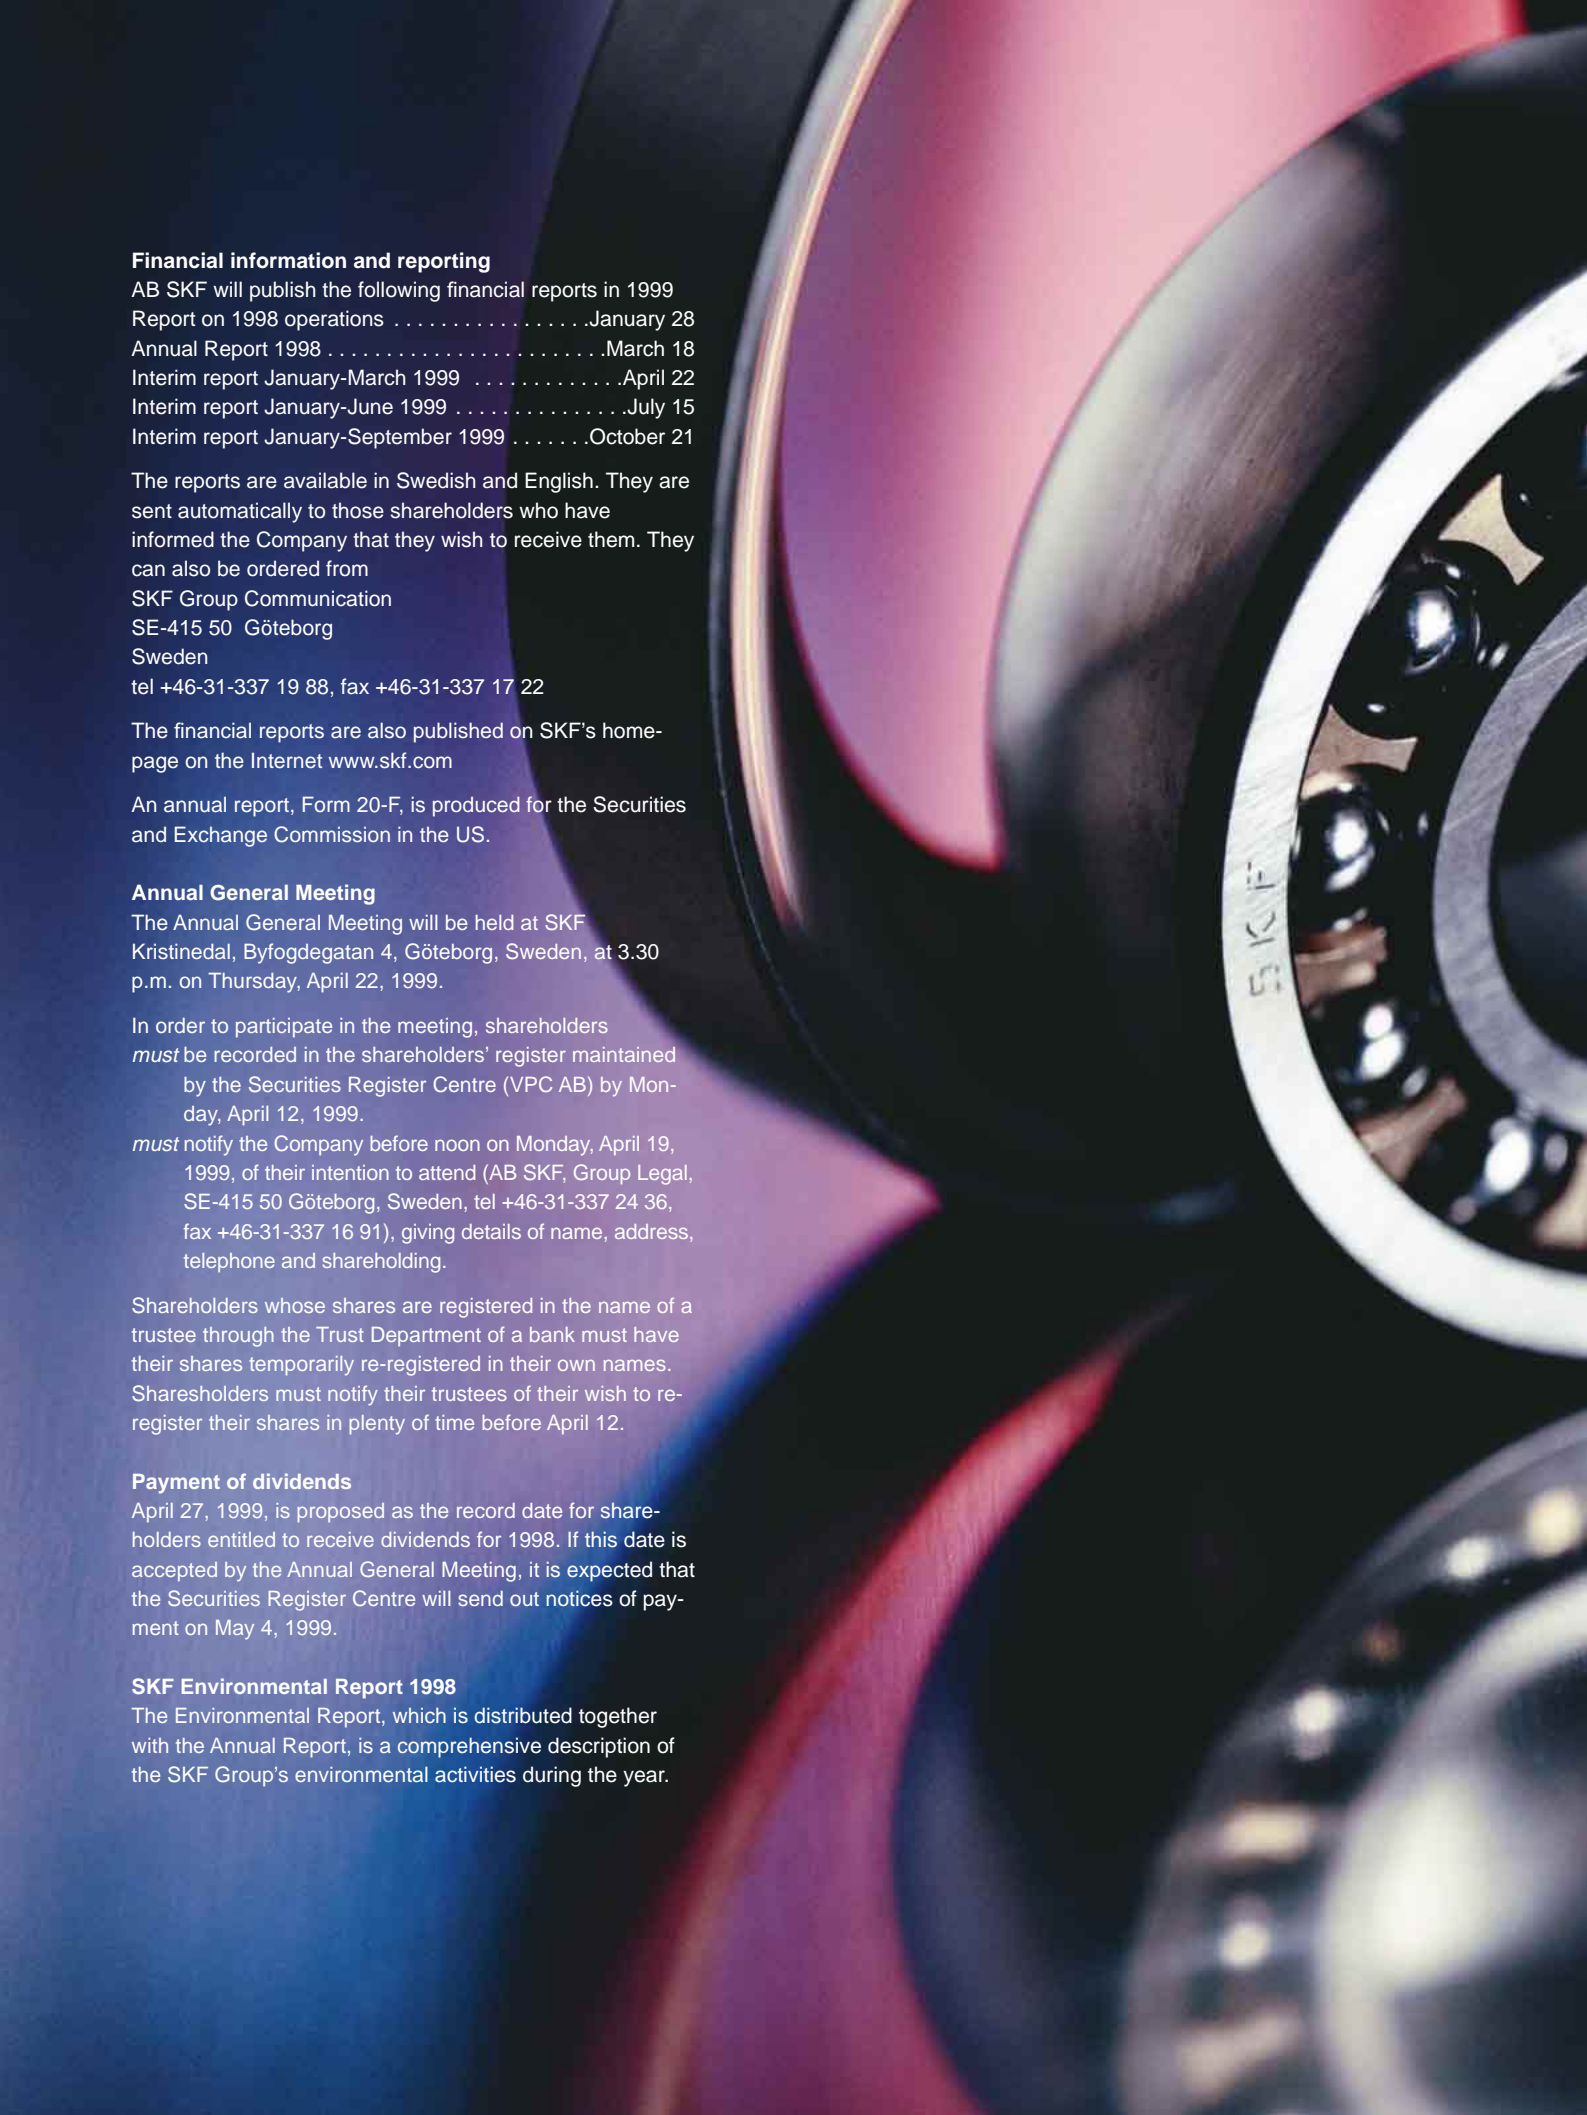 Financial information and reporting
AB SKF will publish the following financial reports in 1999
Report on 1998 operations . . . . . . . . . . . . . . . . .January 28
Annual Report 1998 . . . . . . . . . . . . . . . . . . . . . . . .March 18
Interim report January-March 1999 . . . . . . . . . . . . .April 22
Interim report January-June 1999 . . . . . . . . . . . . . . .July 15
Interim report January-September 1999 . . . . . . .October 21
The reports are available in Swedish and English. They are
sent automatically to those shareholders who have
informed the Company that they wish to receive them. They
can also be ordered from
SKF Group Communication
SE-415 50 Göteborg
Sweden
tel +46-31-337 19 88, fax +46-31-337 17 22
The financial reports are also published on SKF’s home-
page on the Internet www.skf.com
An annual report, Form 20-F, is produced for the Securities
and Exchange Commission in the US.
Annual General Meeting
The Annual General Meeting will be held at SKF
Kristinedal, Byfogdegatan 4, Göteborg, Sweden, at 3.30
p.m. on Thursday, April 22, 1999.
In order to participate in the meeting, shareholders
must be recorded in the shareholders’ register maintained
by the Securities Register Centre (VPC AB) by Mon-
day, April 12, 1999.
must notify the Company before noon on Monday, April 19,
1999, of their intention to attend (AB SKF, Group Legal,
SE-415 50 Göteborg, Sweden, tel +46-31-337 24 36,
fax +46-31-337 16 91), giving details of name, address,
telephone and shareholding.
Shareholders whose shares are registered in the name of a
trustee through the Trust Department of a bank must have
their shares temporarily re-registered in their own names.
Sharesholders must notify their trustees of their wish to re-
register their shares in plenty of time before April 12.
Payment of dividends
April 27, 1999, is proposed as the record date for share-
holders entitled to receive dividends for 1998. If this date is
accepted by the Annual General Meeting, it is expected that
the Securities Register Centre will send out notices of pay-
ment on May 4, 1999.
SKF Environmental Report 1998
The Environmental Report, which is distributed together
with the Annual Report, is a comprehensive description of
the SKF Group’s environmental activities during the year.
SKF